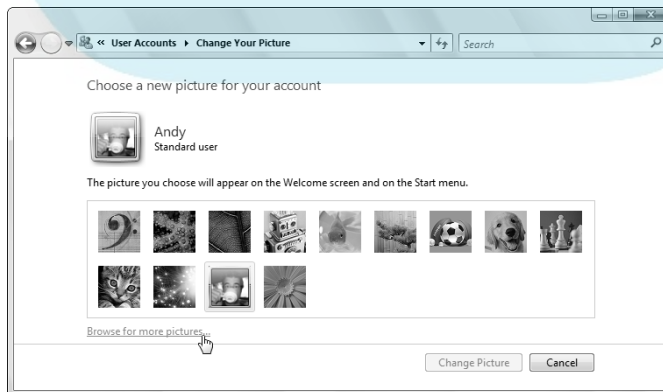 « User Accounts ▸ Change Your Picture
Search
Choose a new picture for your account
Andy
Standard user
The picture you choose will appear on the Welcome screen and on the Start menu.
Browse for more pictures...
Change Picture
Cancel